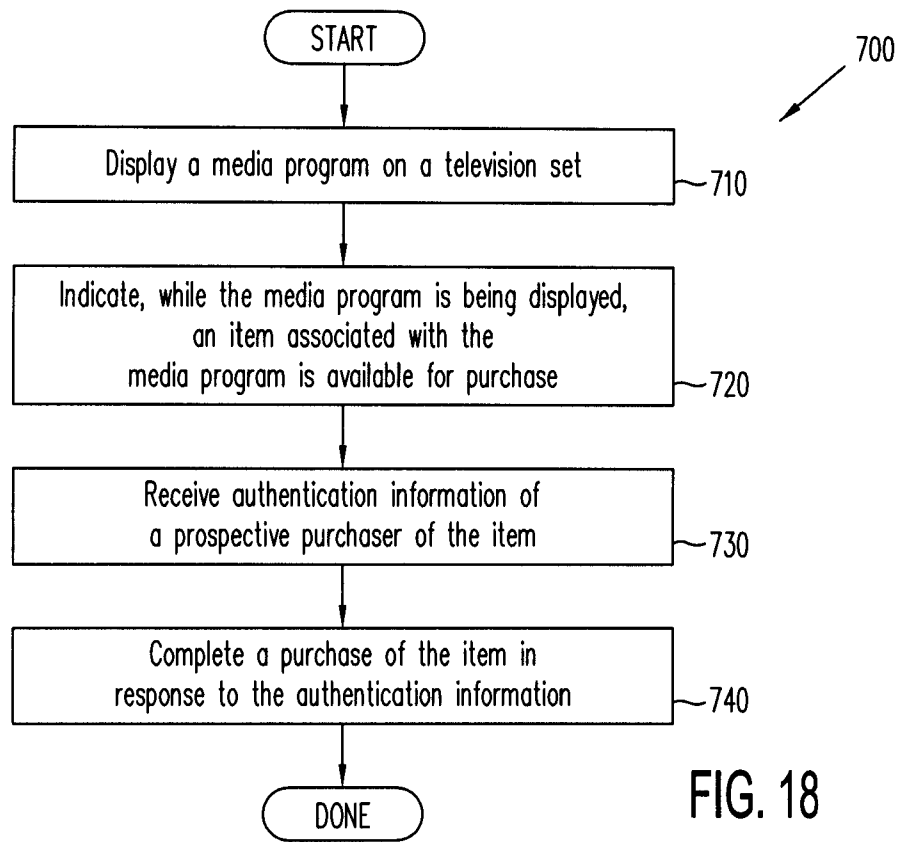 START
700
Display a media program on a television set
710
Indicate, while the media program is being displayed,
an item associated with the
media program is available for purchase
720
Receive authentication information of
a prospective purchaser of the item
730
Complete a purchase of the item in
response to the authentication information
740
DONE
FIG. 18